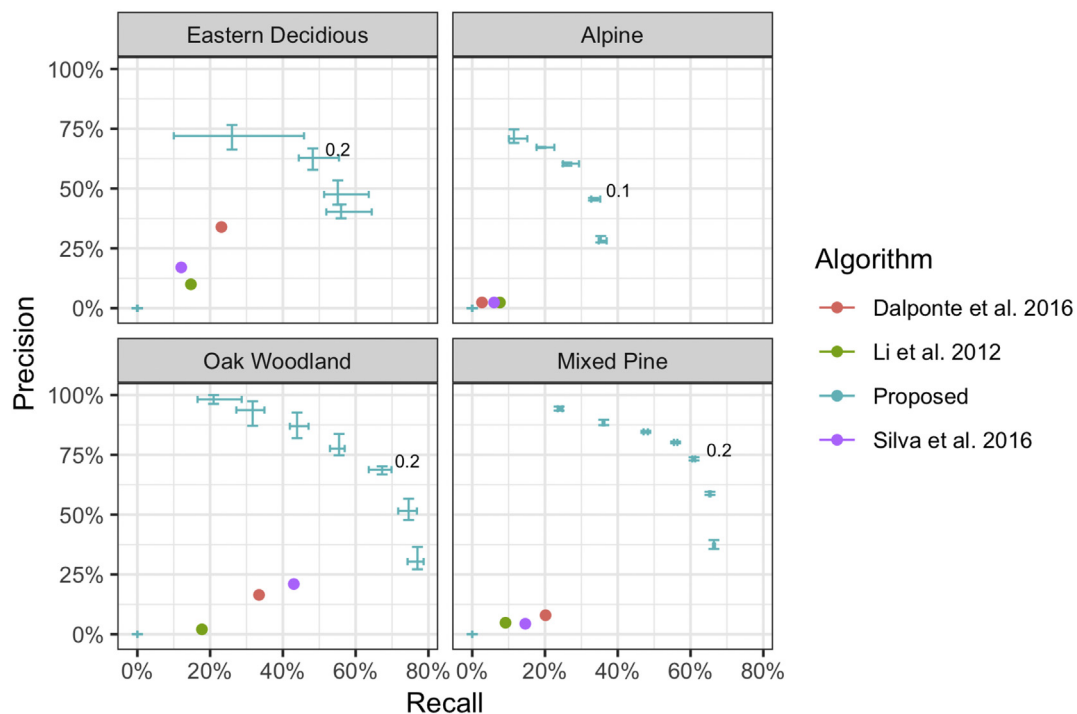 Eastern Decidious
Alpine
100%
75%
50%
25%
0%
0.2
0.1
Oak Woodland
Mixed Pine
100%
75%
50%
25%
0%
0.2
0.2
0% 20% 40% 60% 80%
0% 20% 40% 60% 80%
Recall
Precision
Algorithm
Dalponte et al. 2016
Li et al. 2012
Proposed
Silva et al. 2016